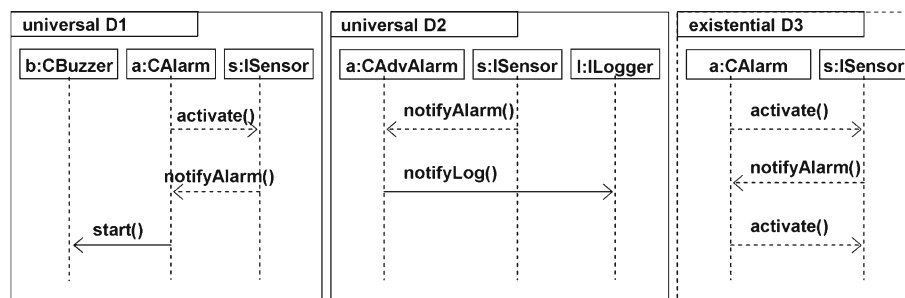 universal D1
b:CBuzzer a:CAlarm s:ISensor
activate()
notifyAlarm()
start()
universal D2
a:CAdvAlarm s:ISensor l:ILogger
notifyAlarm()
notifyLog()
existential D3
a:CAlarm s:ISensor
activate()
notifyAlarm()
activate()